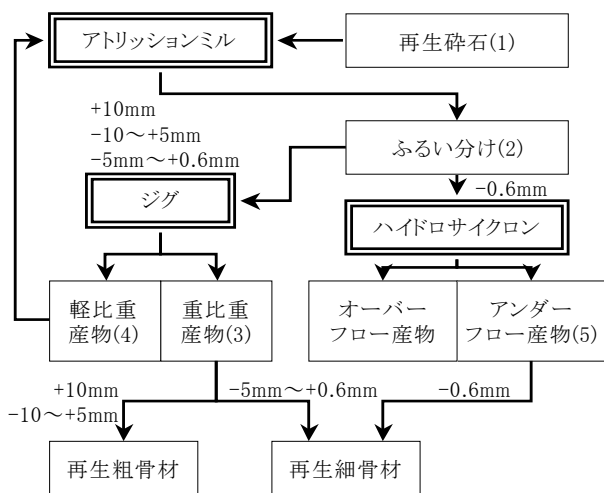 アトリッションミル
再生砕石(1)
+10mm
-10～+5mm
-5mm～+0.6mm
ふるい分け(2)
-0.6mm
ジグ
ハイドロサイクロン
軽比重
産物(4)
重比重
産物(3)
オーバー
フロー産物
アンダー
フロー産物(5)
+10mm
-10～+5mm
-5mm～+0.6mm
-0.6mm
再生粗骨材
再生細骨材